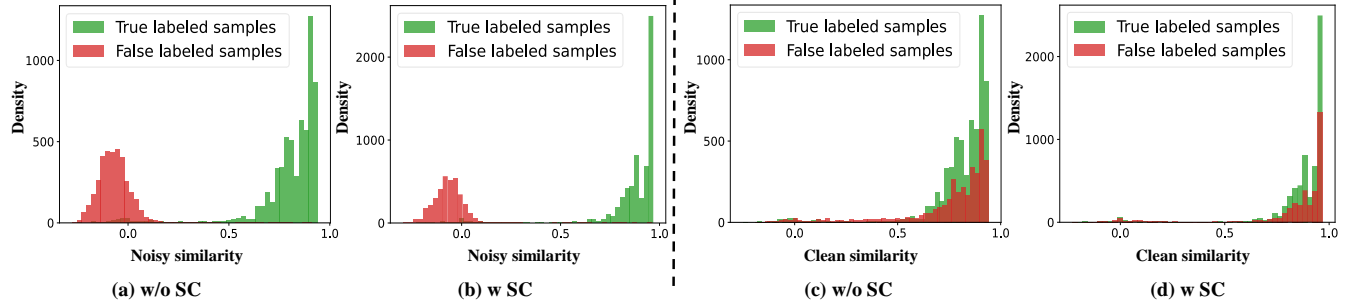 True labeled samples
False labeled samples
Density
1000
500
0
0.0
0.5
1.0
Noisy similarity
(a) w/o SC
True labeled samples
False labeled samples
Density
4000
2000
0
0.0
0.5
1.0
Noisy similarity
(b) w SC
True labeled samples
False labeled samples
Density
1000
500
0
0.0
0.5
1.0
Clean similarity
(c) w/o SC
True labeled samples
False labeled samples
Density
2000
1000
0
0.0
0.5
1.0
Clean similarity
(d) w SC